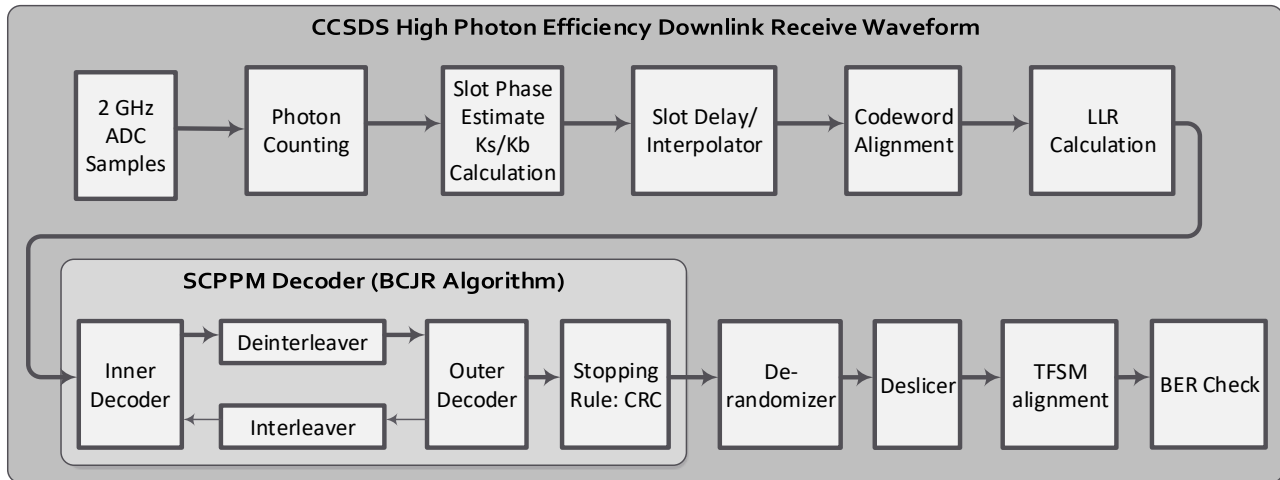 CCSDS High Photon Efficiency Downlink Receive Waveform
2 GHz
ADC
Samples
Photon
Counting
Slot Phase
Estimate
Ks/Kb
Calculation
Slot Delay/
Interpolator
Codeword
Alignment
LLR
Calculation
SCPPM Decoder (BCJR Algorithm)
Inner
Decoder
Deinterleaver
Interleaver
Outer
Decoder
Stopping
Rule: CRC
De-
randomizer
Deslicer
TFSM
alignment
BER Check